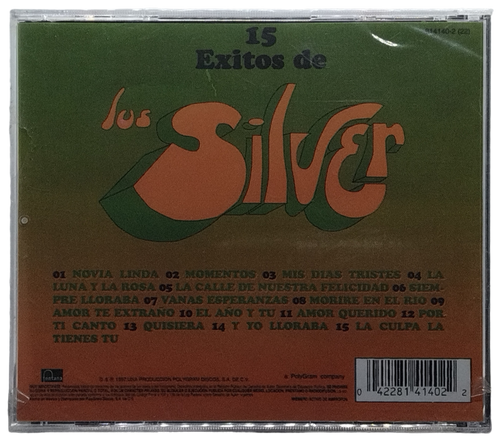 15
Exitos de
los Silver
01 NOVIA LINDA 02 MOMENTOS 03 MIS DIAS TRISTES 04 LA
LUNA Y LA ROSA 05 LA CALLE DE NUESTRA FELICIDAD 06 SIEM-
PRE LLORABA 07 VANAS ESPERANZAS 08 MORIRE EN EL RIO 09
AMOR TE EXTRAÑO 10 EL AÑO Y TU 11 AMOR QUERIDO 12 POR
TI CANTO 13 QUISIERA 14 Y YO LLORABA 15 LA CULPA LA
TIENES TU
a PolyGram company
0 42281 41402 2